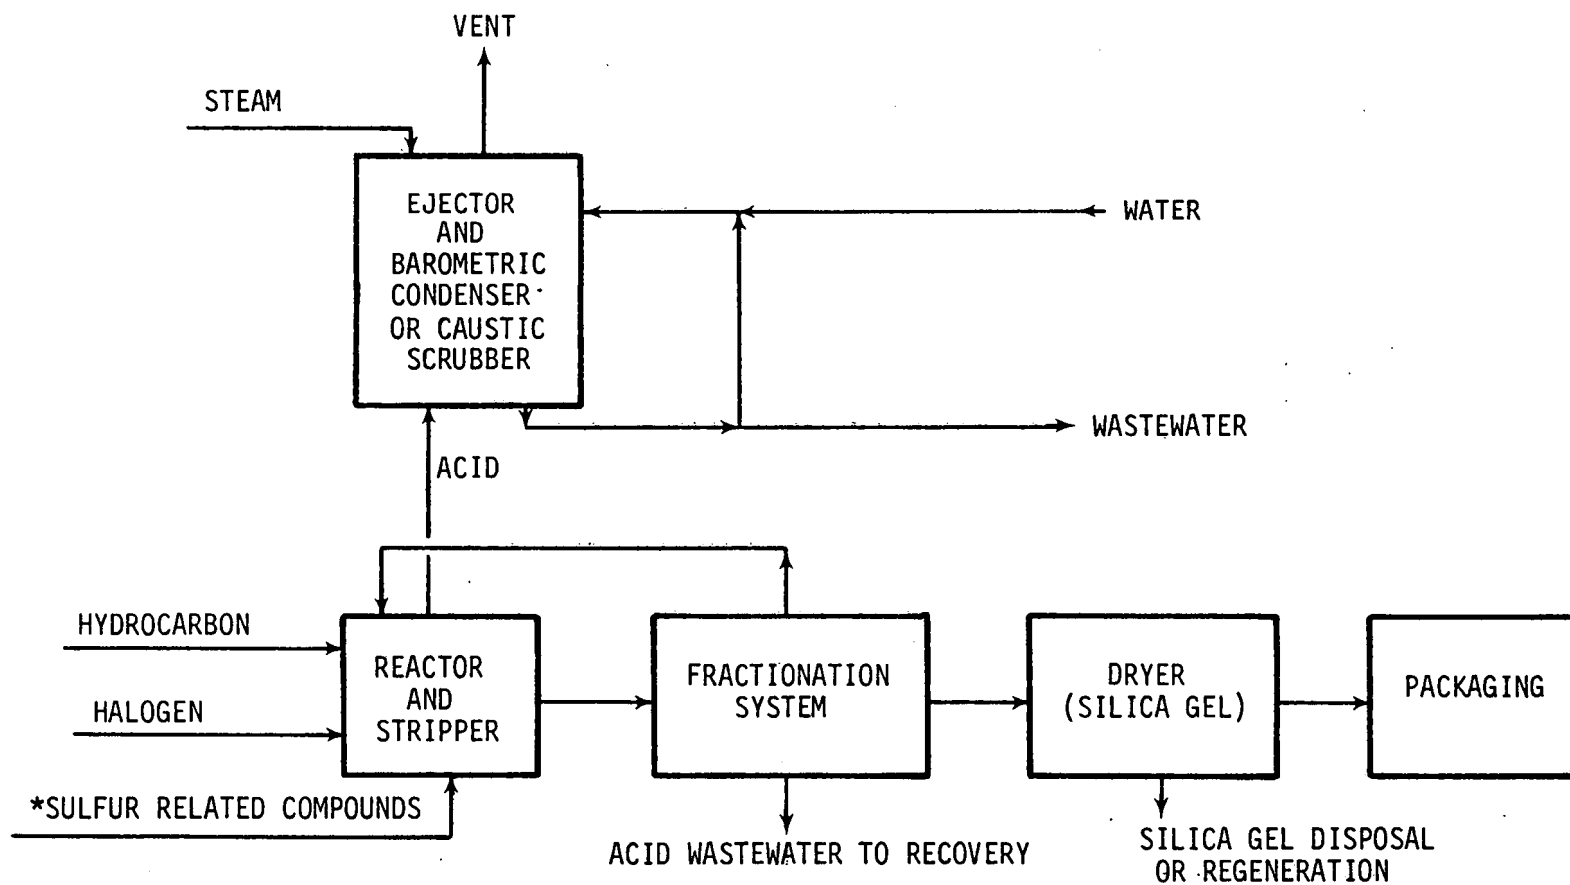 VENT
STEAM
EJECTOR
AND
BAROMETRIC
CONDENSER
OR CAUSTIC
SCRUBBER
WATER
WASTEWATER
ACID
HYDROCARBON
HALOGEN
*SULFUR RELATED COMPOUNDS
REACTOR
AND
STRIPPER
FRACTIONATION
SYSTEM
DRYER
(SILICA GEL)
PACKAGING
ACID WASTEWATER TO RECOVERY
SILICA GEL DISPOSAL
OR REGENERATION